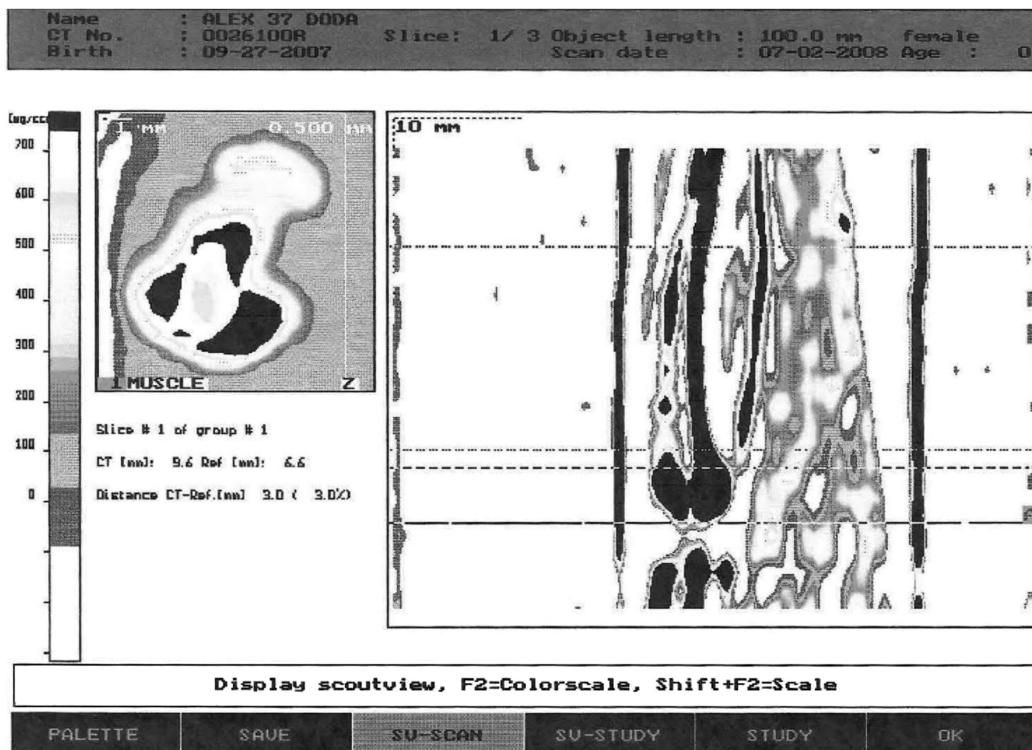 Name : ALEX 37 DODA
CT No. : 0026100R Slice: 1/ 3 Object length : 100.0 mm female
Birth : 09-27-2007 Scan date : 07-02-2008 Age : 0
[mg/ccm
700
600
500
400
300
200
100
0
1 mm 0.500 mm
1 MUSCLE Z
10 mm
Slice # 1 of group # 1
CT [mm]: 9.6 Ref [mm]: 6.6
Distance CT-Ref.[mm] 3.0 ( 3.0%)
Display scoutview, F2=Colorscale, Shift+F2=Scale
PALETTE SAVE SV-SCAN SV-STUDY STUDY OK